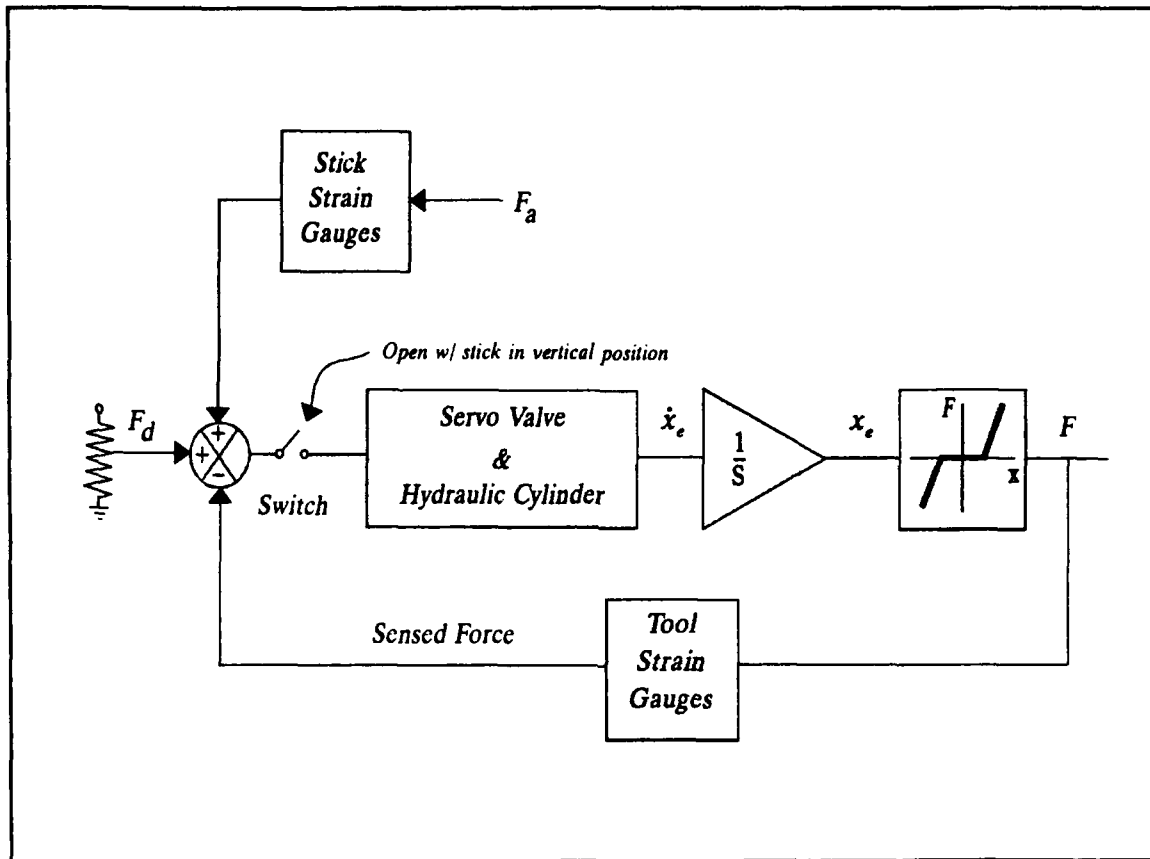 Stick
Strain
Gauges
F_a
Open w/ stick in vertical position
F_d
+
+
−
Switch
Servo Valve
&
Hydraulic Cylinder
ẋ_e
1
S
x_e
F
x
F
Sensed Force
Tool
Strain
Gauges